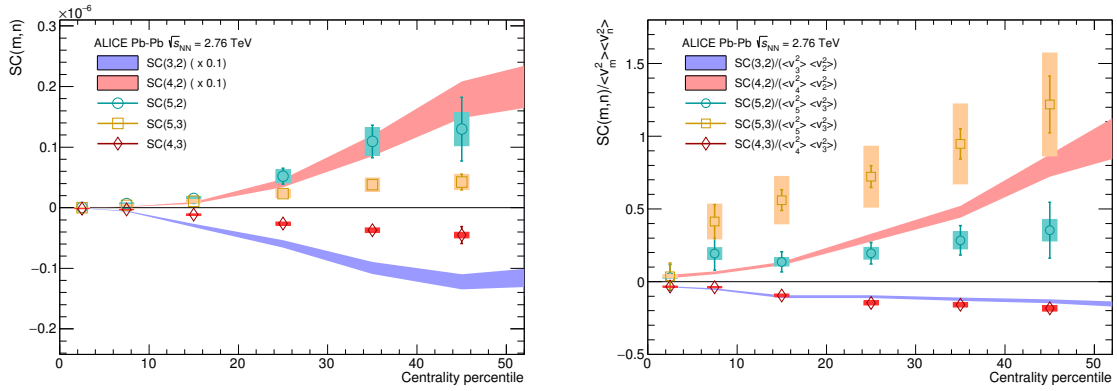 ×10⁻⁶
0.3
0.2
0.1
0
−0.1
−0.2
SC(m,n)
ALICE Pb-Pb √s_NN = 2.76 TeV
SC(3,2) ( x 0.1)
SC(4,2) ( x 0.1)
SC(5,2)
SC(5,3)
SC(4,3)
0 10 20 30 40 50
Centrality percentile
1.5
1
0.5
0
−0.5
SC(m,n)/<v²_m><v²_n>
ALICE Pb-Pb √s_NN = 2.76 TeV
SC(3,2)/(<v²_3> <v²_2>)
SC(4,2)/(<v²_4> <v²_2>)
SC(5,2)/(<v²_5> <v²_2>)
SC(5,3)/(<v²_5> <v²_3>)
SC(4,3)/(<v²_4> <v²_3>)
0 10 20 30 40 50
Centrality percentile